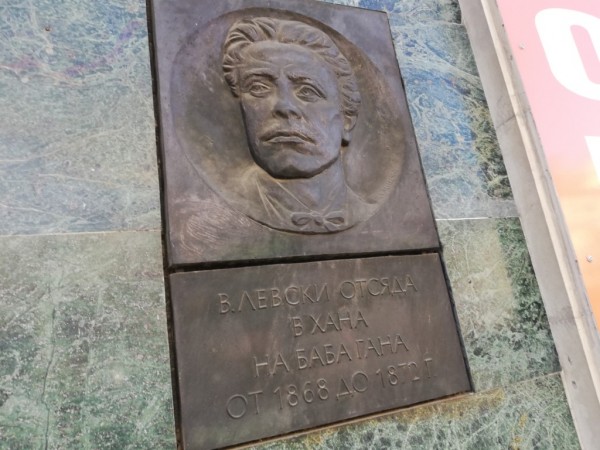 В. ЛЕВСКИ ОТСЯДА
В ХАНА
НА БАБА ГАНА
ОТ 1868 ДО 1872 Г.